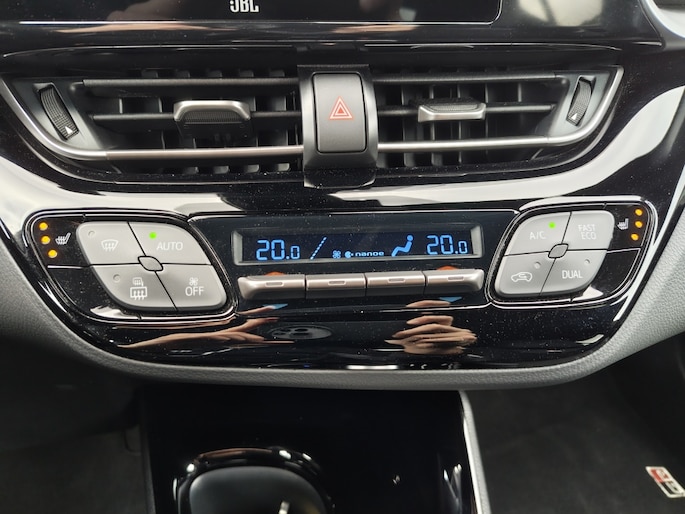 JBL
AUTO
OFF
20.0
nanoe
20.0
A/C
FAST
ECO
DUAL